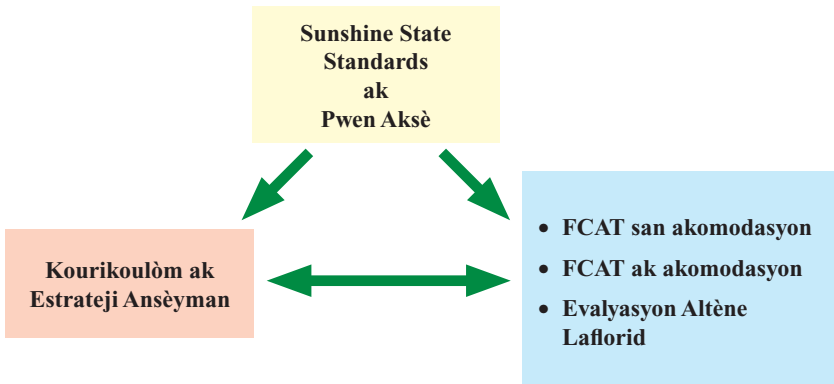 Sunshine State
Standards
ak
Pwen Aksè
Kourikoulòm ak
Estrateji Ansèyman
• FCAT san akomodasyon
• FCAT ak akomodasyon
• Evalyasyon Altène
Laflorid